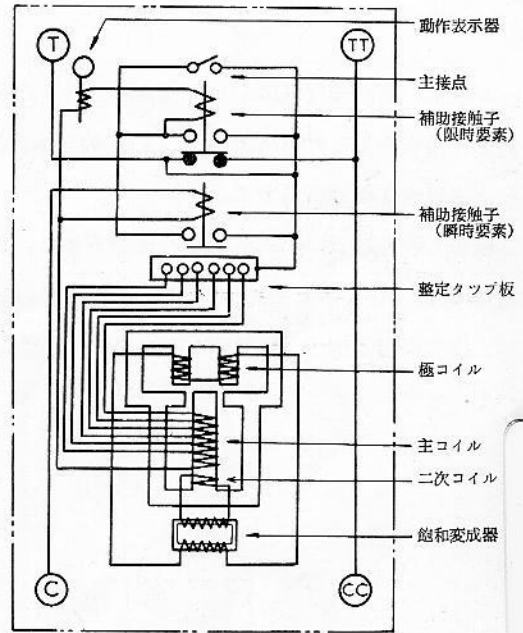 動作表示器
T
TT
主接点
補助接触子
(限時要素)
補助接触子
(瞬時要素)
整定タップ板
極コイル
主コイル
二次コイル
飽和変成器
C
CC